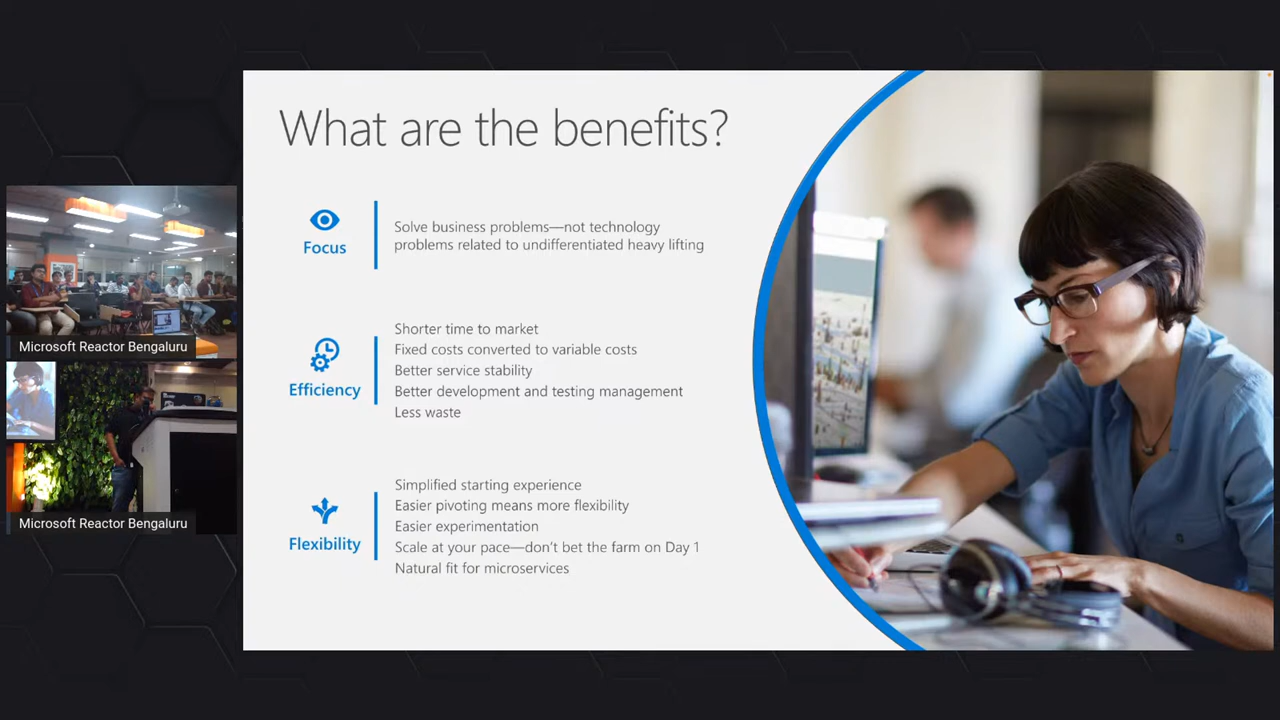 What are the benefits?
Focus
Solve business problems—not technology
problems related to undifferentiated heavy lifting
Efficiency
Shorter time to market
Fixed costs converted to variable costs
Better service stability
Better development and testing management
Less waste
Flexibility
Simplified starting experience
Easier pivoting means more flexibility
Easier experimentation
Scale at your pace—don't bet the farm on Day 1
Natural fit for microservices
Microsoft Reactor Bengaluru
Microsoft Reactor Bengaluru